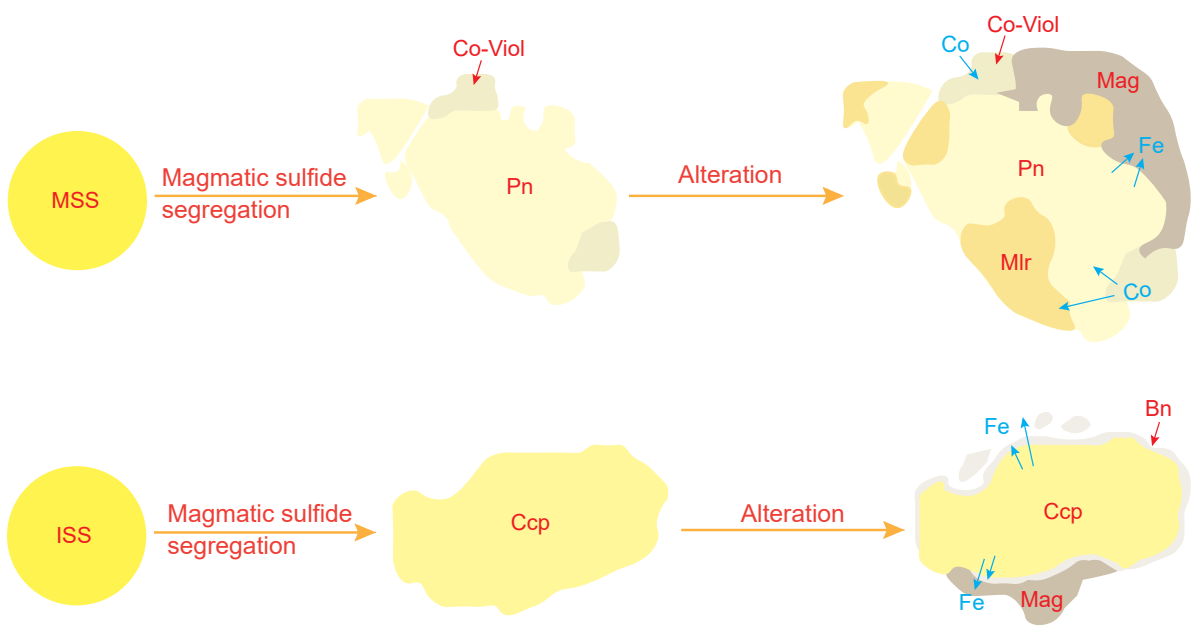 Co-Viol
Co
Co-Viol
Mag
MSS
Magmatic sulfide
segregation
Pn
Alteration
Pn
Fe
Mlr
Co
Bn
Fe
ISS
Magmatic sulfide
segregation
Ccp
Alteration
Ccp
Fe
Mag